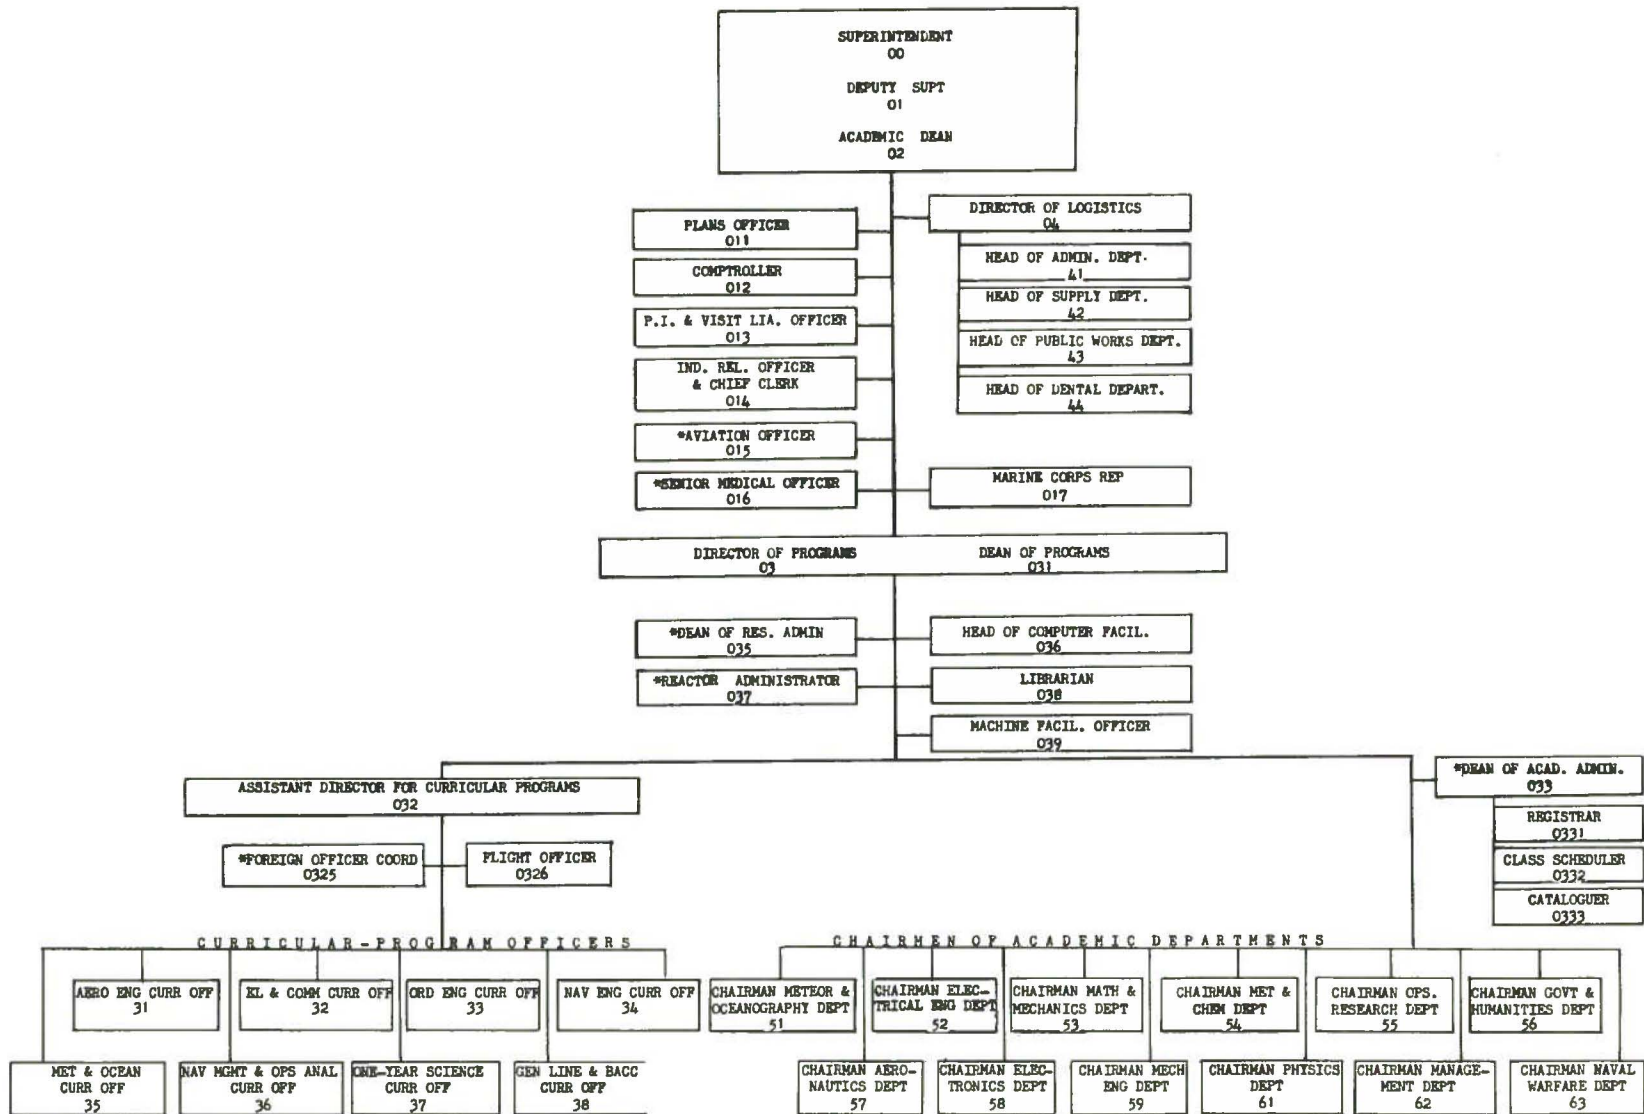 SUPERINTENDENT
00
DEPUTY SUPT
01
ACADEMIC DEAN
02
PLANS OFFICER
011
COMPTROLLER
012
P.I. & VISIT LIA. OFFICER
013
IND. REL. OFFICER
& CHIEF CLERK
014
*AVIATION OFFICER
015
*SENIOR MEDICAL OFFICER
016
DIRECTOR OF LOGISTICS
04
HEAD OF ADMIN. DEPT.
41
HEAD OF SUPPLY DEPT.
42
HEAD OF PUBLIC WORKS DEPT.
43
HEAD OF DENTAL DEPART.
44
MARINE CORPS REP
017
DIRECTOR OF PROGRAMS
03
DEAN OF PROGRAMS
031
*DEAN OF RES. ADMIN
035
HEAD OF COMPUTER FACIL.
036
*REACTOR ADMINISTRATOR
037
LIBRARIAN
038
MACHINE FACIL. OFFICER
039
ASSISTANT DIRECTOR FOR CURRICULAR PROGRAMS
032
*FOREIGN OFFICER COORD
0325
FLIGHT OFFICER
0326
*DEAN OF ACAD. ADMIN.
033
REGISTRAR
0331
CLASS SCHEDULER
0332
CATALOGUER
0333
CURRICULAR-PROGRAM OFFICERS
AERO ENG CURR OFF
31
EL & COMM CURR OFF
32
ORD ENG CURR OFF
33
NAV ENG CURR OFF
34
MET & OCEAN
CURR OFF
35
NAV MGMT & OPS ANAL
CURR OFF
36
ONE-YEAR SCIENCE
CURR OFF
37
GEN LINE & BACC
CURR OFF
38
CHAIRMEN OF ACADEMIC DEPARTMENTS
CHAIRMAN METEOR &
OCEANOGRAPHY DEPT
51
CHAIRMAN ELEC-
TRICAL ENG DEPT
52
CHAIRMAN MATH &
MECHANICS DEPT
53
CHAIRMAN MET &
CHEM DEPT
54
CHAIRMAN OPS.
RESEARCH DEPT
55
CHAIRMAN GOVT &
HUMANITIES DEPT
56
CHAIRMAN AERO-
NAUTICS DEPT
57
CHAIRMAN ELEC-
TRONICS DEPT
58
CHAIRMAN MECH
ENG DEPT
59
CHAIRMAN PHYSICS
DEPT
61
CHAIRMAN MANAGE-
MENT DEPT
62
CHAIRMAN NAVAL
WARFARE DEPT
63